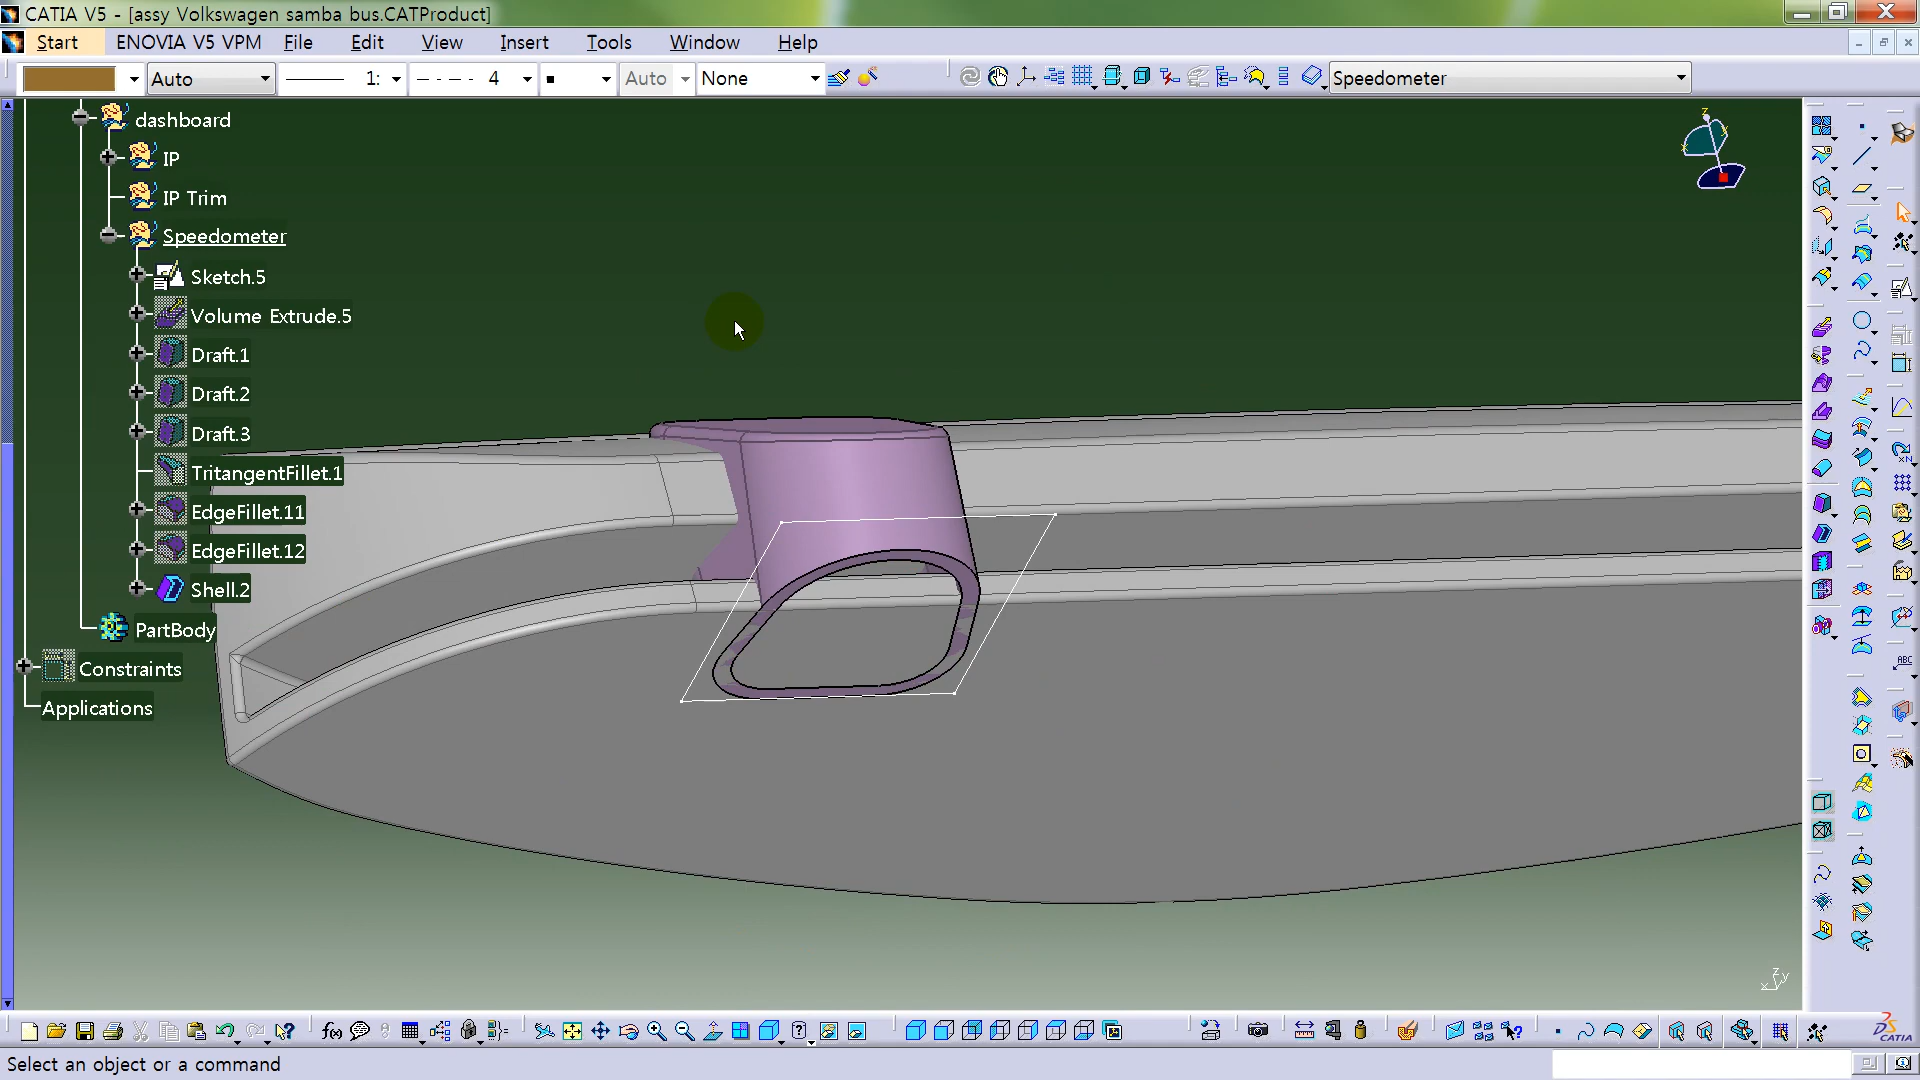 CATIA V5 - [assy Volkswagen samba bus.CATProduct]
Start ENOVIA V5 VPM File Edit View Insert Tools Window Help
Auto 1: 4 Auto None Speedometer
dashboard
IP
IP Trim
Speedometer
Sketch.5
Volume Extrude.5
Draft.1
Draft.2
Draft.3
TritangentFillet.1
EdgeFillet.11
EdgeFillet.12
Shell.2
PartBody
Constraints
Applications
Select an object or a command